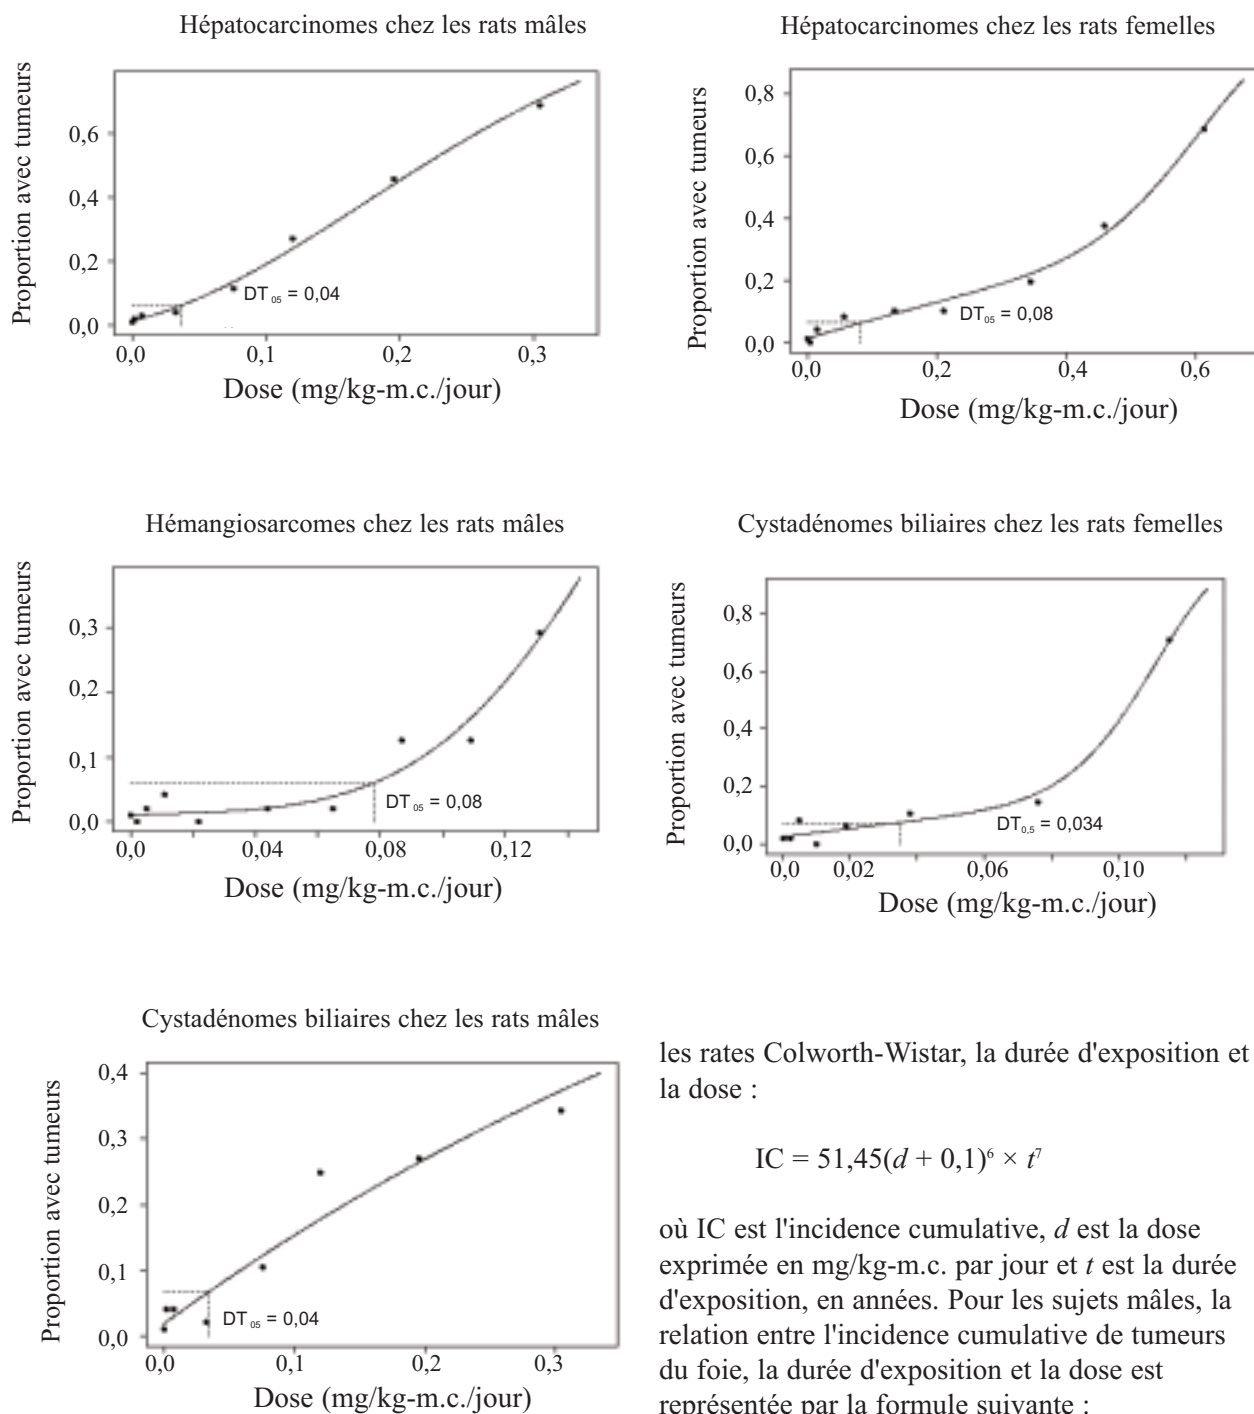 Hépatocarcinomes chez les rats mâles
Proportion avec tumeurs
0,6
0,4
0,2
0,0
DT₀₅ = 0,04
0,0 0,1 0,2 0,3
Dose (mg/kg-m.c./jour)
Hépatocarcinomes chez les rats femelles
Proportion avec tumeurs
0,8
0,6
0,4
0,2
0,0
DT₀₅ = 0,08
0,0 0,2 0,4 0,6
Dose (mg/kg-m.c./jour)
Hémangiosarcomes chez les rats mâles
Proportion avec tumeurs
0,3
0,2
0,1
0,0
DT₀₅ = 0,08
0,0 0,04 0,08 0,12
Dose (mg/kg-m.c./jour)
Cystadénomes biliaires chez les rats femelles
Proportion avec tumeurs
0,8
0,6
0,4
0,2
0,0
DT₀,₅ = 0,034
0,0 0,02 0,06 0,10
Dose (mg/kg-m.c./jour)
Cystadénomes biliaires chez les rats mâles
Proportion avec tumeurs
0,4
0,3
0,2
0,1
0,0
DT₀₅ = 0,04
0,0 0,1 0,2 0,3
Dose (mg/kg-m.c./jour)
les rates Colworth-Wistar, la durée d'exposition et
la dose :
IC = 51,45(d + 0,1)⁶ × t⁷
où IC est l'incidence cumulative, d est la dose
exprimée en mg/kg-m.c. par jour et t est la durée
d'exposition, en années. Pour les sujets mâles, la
relation entre l'incidence cumulative de tumeurs
du foie, la durée d'exposition et la dose est
représentée par la formule suivante :